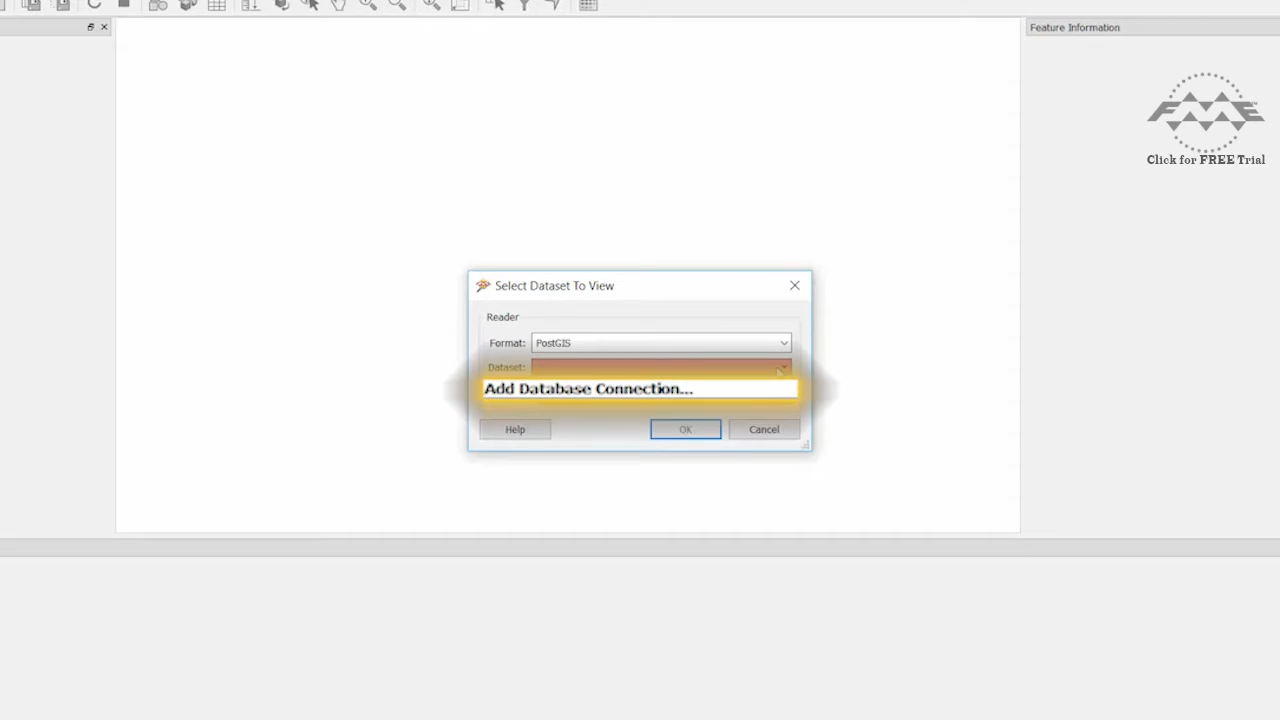 Feature Information
FME
Click for FREE Trial
Select Dataset To View
Reader
Format: PostGIS
Dataset:
Add Database Connection...
Help OK Cancel